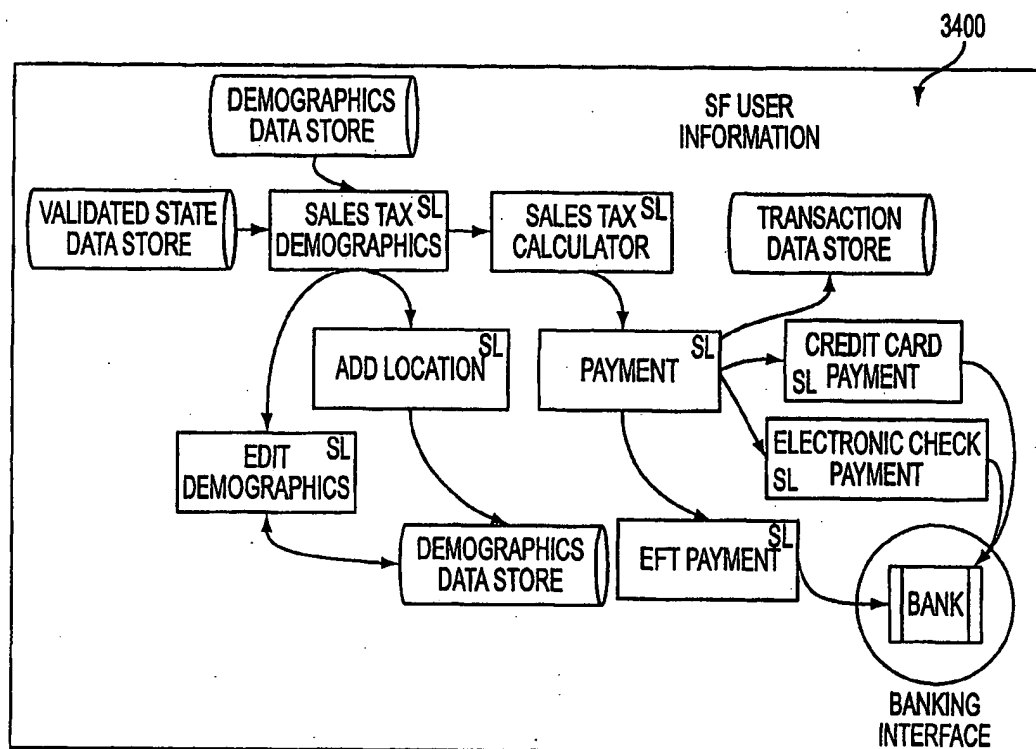 3400
DEMOGRAPHICS
DATA STORE
SF USER
INFORMATION
VALIDATED STATE
DATA STORE
SALES TAX
DEMOGRAPHICS
SL
SALES TAX
CALCULATOR
SL
TRANSACTION
DATA STORE
ADD LOCATION
SL
PAYMENT
SL
CREDIT CARD
PAYMENT
SL
EDIT
DEMOGRAPHICS
SL
ELECTRONIC CHECK
PAYMENT
SL
DEMOGRAPHICS
DATA STORE
EFT PAYMENT
SL
BANK
BANKING
INTERFACE